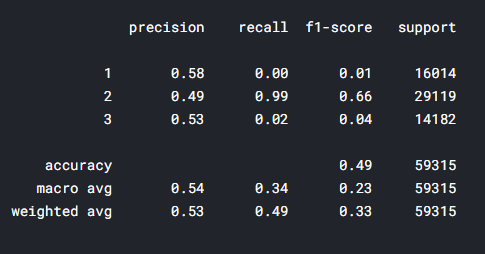 precision recall f1-score support
1 0.58 0.00 0.01 16014
2 0.49 0.99 0.66 29119
3 0.53 0.02 0.04 14182
accuracy 0.49 59315
macro avg 0.54 0.34 0.23 59315
weighted avg 0.53 0.49 0.33 59315